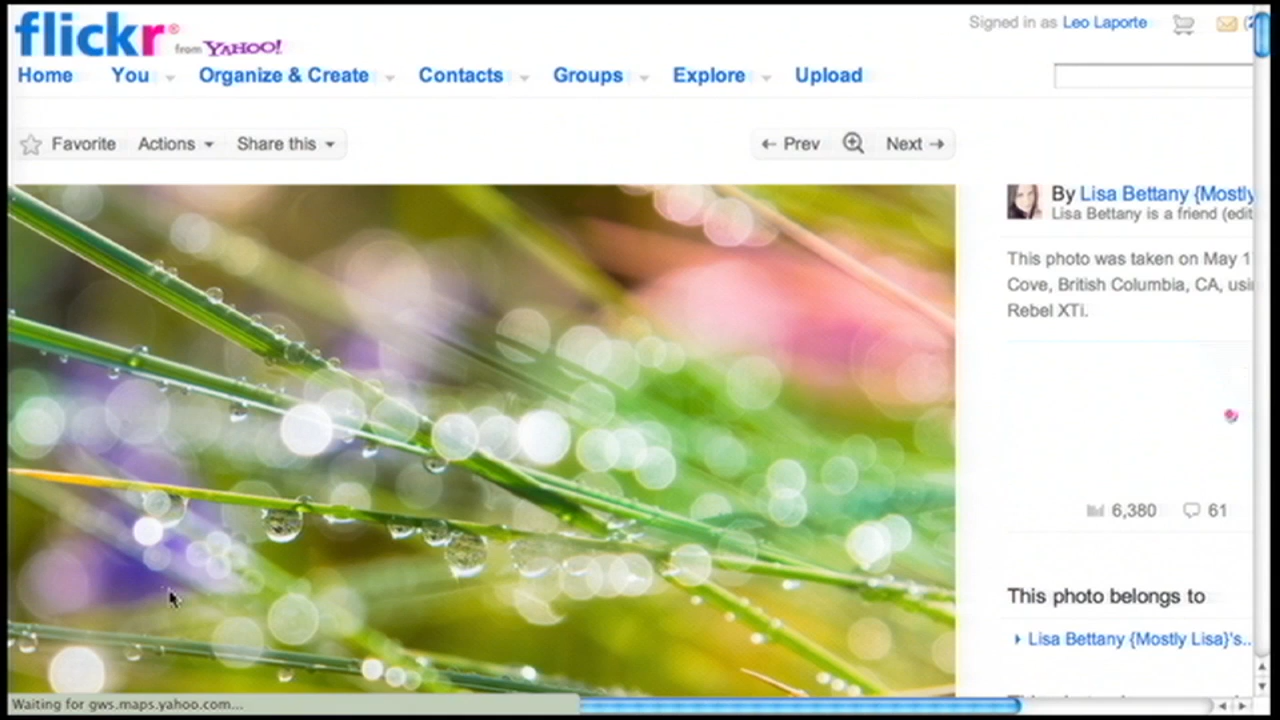 flickr® from YAHOO!
Signed in as Leo Laporte
Home You Organize & Create Contacts Groups Explore Upload
Favorite Actions Share this
← Prev Next →
By Lisa Bettany {Mostly
Lisa Bettany is a friend (edit
This photo was taken on May 1
Cove, British Columbia, CA, usi
Rebel XTi.
6,380 61
This photo belongs to
Lisa Bettany {Mostly Lisa}'s...
Waiting for gws.maps.yahoo.com...